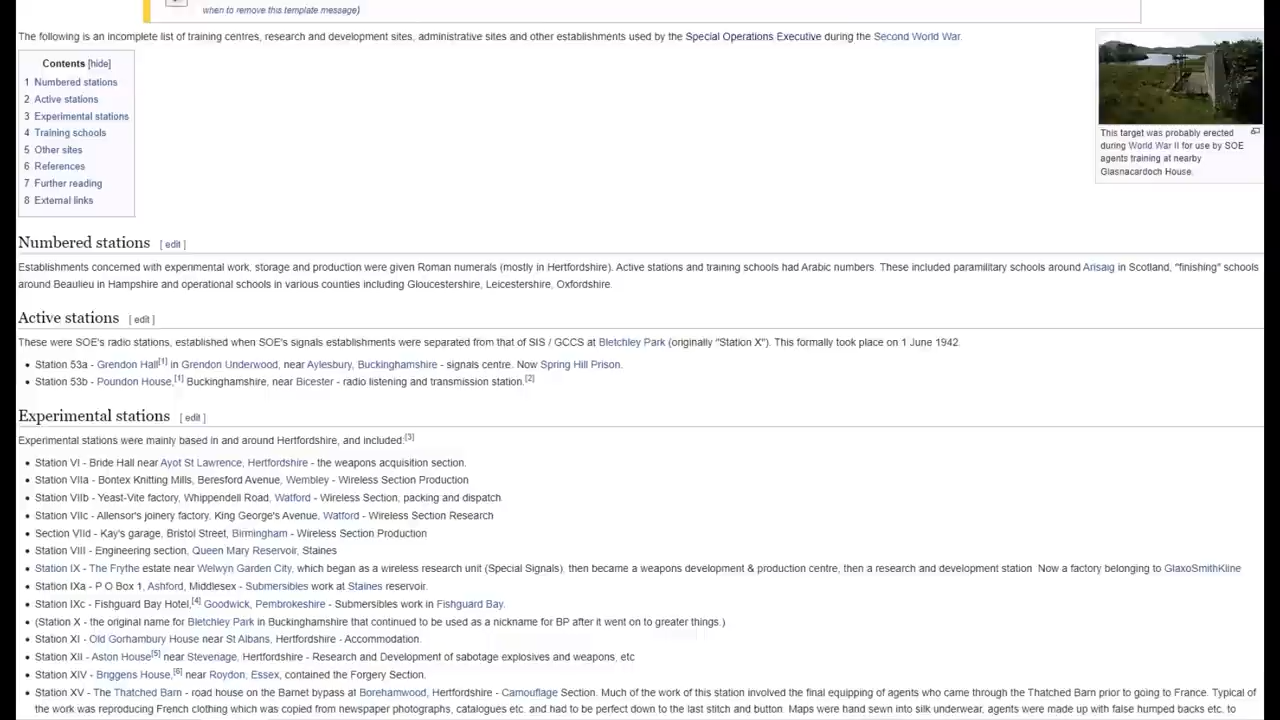 when to remove this template message)
The following is an incomplete list of training centres, research and development sites, administrative sites and other establishments used by the Special Operations Executive during the Second World War.
Contents [hide]
1 Numbered stations
2 Active stations
3 Experimental stations
4 Training schools
5 Other sites
6 References
7 Further reading
8 External links
This target was probably erected
during World War II for use by SOE
agents training at nearby
Glasnacardoch House.
Numbered stations [ edit ]
Establishments concerned with experimental work, storage and production were given Roman numerals (mostly in Hertfordshire). Active stations and training schools had Arabic numbers. These included paramilitary schools around Arisaig in Scotland, "finishing" schools
around Beaulieu in Hampshire and operational schools in various counties including Gloucestershire, Leicestershire, Oxfordshire.
Active stations [ edit ]
These were SOE's radio stations, established when SOE's signals establishments were separated from that of SIS / GCCS at Bletchley Park (originally "Station X"). This formally took place on 1 June 1942.
• Station 53a - Grendon Hall[1] in Grendon Underwood, near Aylesbury, Buckinghamshire - signals centre. Now Spring Hill Prison.
• Station 53b - Poundon House,[1] Buckinghamshire, near Bicester - radio listening and transmission station.[2]
Experimental stations [ edit ]
Experimental stations were mainly based in and around Hertfordshire, and included:[3]
• Station VI - Bride Hall near Ayot St Lawrence, Hertfordshire - the weapons acquisition section.
• Station VIIa - Bontex Knitting Mills, Beresford Avenue, Wembley - Wireless Section Production
• Station VIIb - Yeast-Vite factory, Whippendell Road, Watford - Wireless Section, packing and dispatch
• Station VIIc - Allensor's joinery factory, King George's Avenue, Watford - Wireless Section Research
• Section VIId - Kay's garage, Bristol Street, Birmingham - Wireless Section Production
• Station VIII - Engineering section, Queen Mary Reservoir, Staines
• Station IX - The Frythe estate near Welwyn Garden City, which began as a wireless research unit (Special Signals), then became a weapons development & production centre, then a research and development station Now a factory belonging to GlaxoSmithKline
• Station IXa - P O Box 1, Ashford, Middlesex - Submersibles work at Staines reservoir.
• Station IXc - Fishguard Bay Hotel,[4] Goodwick, Pembrokeshire - Submersibles work in Fishguard Bay.
• (Station X - the original name for Bletchley Park in Buckinghamshire that continued to be used as a nickname for BP after it went on to greater things.)
• Station XI - Old Gorhambury House near St Albans, Hertfordshire - Accommodation.
• Station XII - Aston House[5] near Stevenage, Hertfordshire - Research and Development of sabotage explosives and weapons, etc
• Station XIV - Briggens House,[6] near Roydon, Essex, contained the Forgery Section.
• Station XV - The Thatched Barn - road house on the Barnet bypass at Borehamwood, Hertfordshire - Camouflage Section. Much of the work of this station involved the final equipping of agents who came through the Thatched Barn prior to going to France. Typical of
the work was reproducing French clothing which was copied from newspaper photographs, catalogues etc. and had to be perfect down to the last stitch and button. Maps were hand sewn into silk underwear, agents were made up with false humped backs etc. to